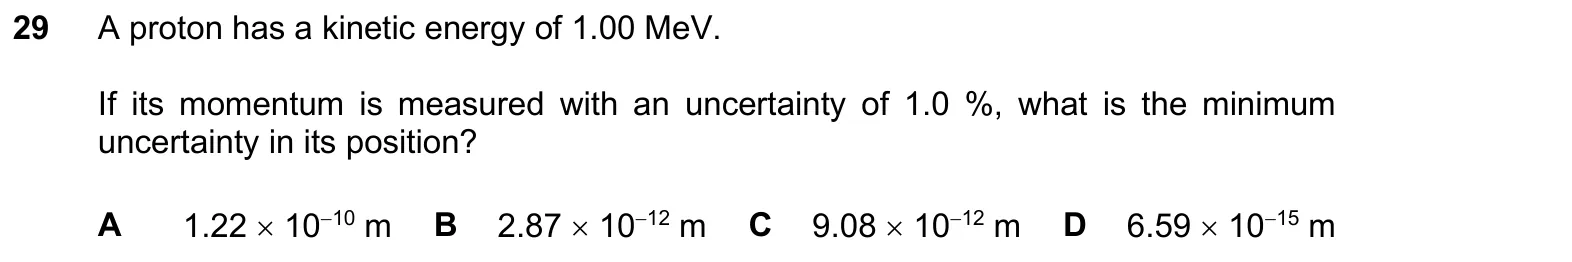 29 A proton has a kinetic energy of 1.00 MeV.
If its momentum is measured with an uncertainty of 1.0 %, what is the minimum
uncertainty in its position?
A 1.22 × 10⁻¹⁰ m B 2.87 × 10⁻¹² m C 9.08 × 10⁻¹² m D 6.59 × 10⁻¹⁵ m